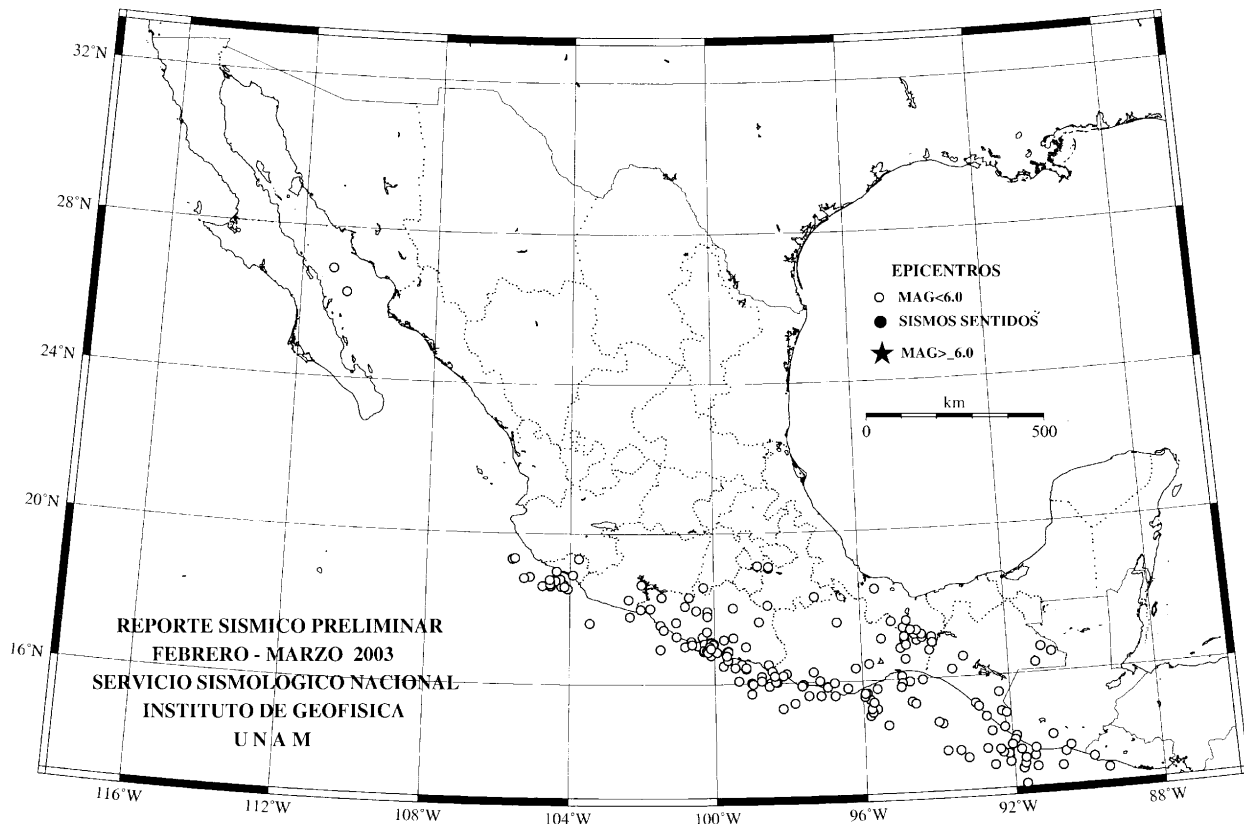 32°N
28°N
24°N
20°N
16°N
EPICENTROS
MAG<6.0
SISMOS SENTIDOS
MAG>_6.0
km
0 500
REPORTE SISMICO PRELIMINAR
FEBRERO - MARZO 2003
SERVICIO SISMOLOGICO NACIONAL
INSTITUTO DE GEOFISICA
U N A M
116°W 112°W 108°W 104°W 100°W 96°W 92°W 88°W